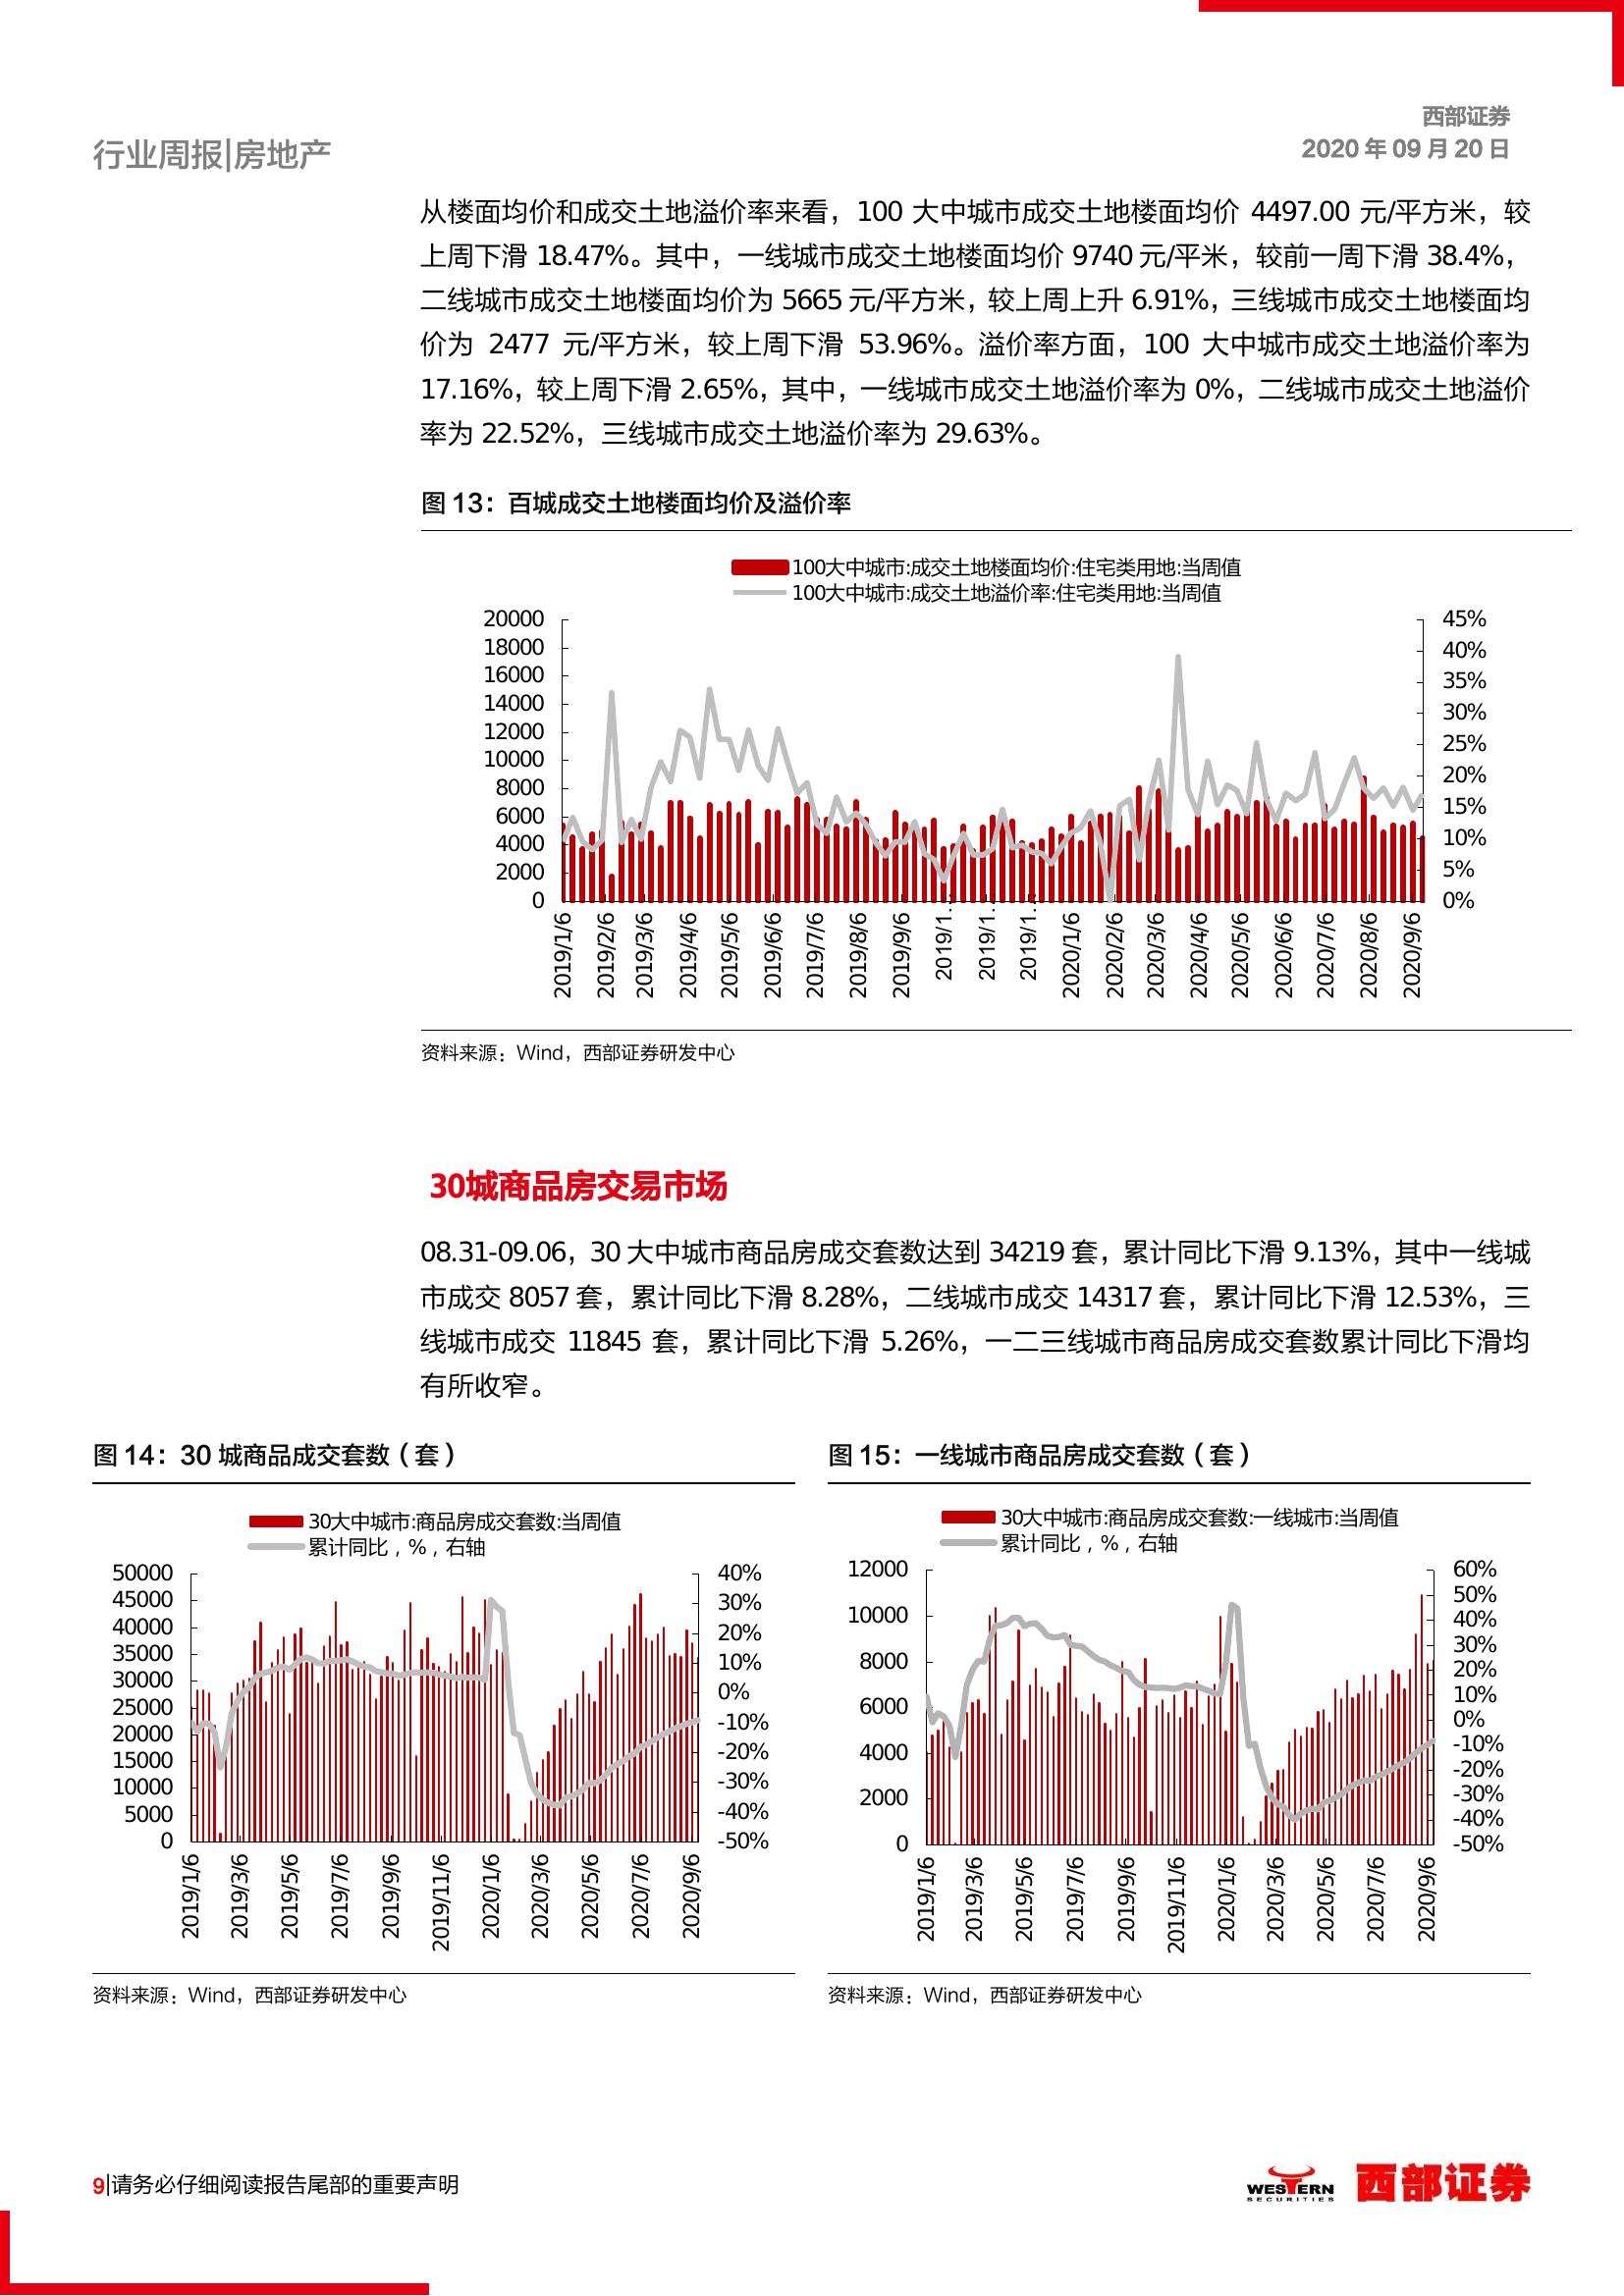 西部证券
2020 年 09 月 20 日
行业周报|房地产
从楼面均价和成交土地溢价率来看，100 大中城市成交土地楼面均价 4497.00 元/平方米，较
上周下滑 18.47%。其中，一线城市成交土地楼面均价 9740 元/平米，较前一周下滑 38.4%，
二线城市成交土地楼面均价为 5665 元/平方米，较上周上升 6.91%，三线城市成交土地楼面均
价为 2477 元/平方米，较上周下滑 53.96%。溢价率方面，100 大中城市成交土地溢价率为
17.16%，较上周下滑 2.65%，其中，一线城市成交土地溢价率为 0%，二线城市成交土地溢价
率为 22.52%，三线城市成交土地溢价率为 29.63%。
图 13：百城成交土地楼面均价及溢价率
100大中城市:成交土地楼面均价:住宅类用地:当周值
100大中城市:成交土地溢价率:住宅类用地:当周值
20000 45%
18000 40%
16000 35%
14000 30%
12000 25%
10000 20%
8000 15%
6000 10%
4000 5%
2000 0%
0
2019/1/6 2019/2/6 2019/3/6 2019/4/6 2019/5/6 2019/6/6 2019/7/6 2019/8/6 2019/9/6 2019/1… 2019/1… 2019/1… 2020/1/6 2020/2/6 2020/3/6 2020/4/6 2020/5/6 2020/6/6 2020/7/6 2020/8/6 2020/9/6
资料来源：Wind，西部证券研发中心
30城商品房交易市场
08.31-09.06，30 大中城市商品房成交套数达到 34219 套，累计同比下滑 9.13%，其中一线城
市成交 8057 套，累计同比下滑 8.28%，二线城市成交 14317 套，累计同比下滑 12.53%，三
线城市成交 11845 套，累计同比下滑 5.26%，一二三线城市商品房成交套数累计同比下滑均
有所收窄。
图 14：30 城商品成交套数（套）
30大中城市:商品房成交套数:当周值
累计同比，%，右轴
50000 40%
45000 30%
40000 20%
35000 10%
30000 0%
25000 -10%
20000 -20%
15000 -30%
10000 -40%
5000 -50%
0
2019/1/6 2019/3/6 2019/5/6 2019/7/6 2019/9/6 2019/11/6 2020/1/6 2020/3/6 2020/5/6 2020/7/6 2020/9/6
资料来源：Wind，西部证券研发中心
图 15：一线城市商品房成交套数（套）
30大中城市:商品房成交套数:一线城市:当周值
累计同比，%，右轴
12000 60%
10000 50%
8000 40%
6000 30%
4000 20%
2000 10%
0 0%
-10%
-20%
-30%
-40%
-50%
2019/1/6 2019/3/6 2019/5/6 2019/7/6 2019/9/6 2019/11/6 2020/1/6 2020/3/6 2020/5/6 2020/7/6 2020/9/6
资料来源：Wind，西部证券研发中心
9|请务必仔细阅读报告尾部的重要声明
WESTERN
SECURITIES
西部证券